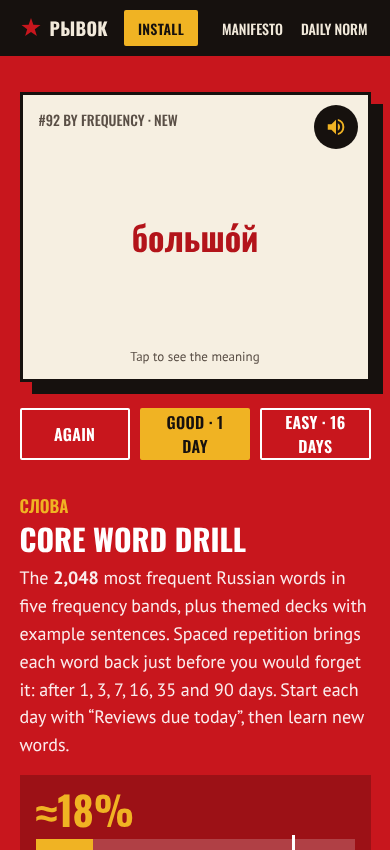 РЫВОК
INSTALL
MANIFESTO
DAILY NORM
#92 BY FREQUENCY · NEW
большо́й
Tap to see the meaning
AGAIN
GOOD · 1
DAY
EASY · 16
DAYS
СЛОВА
CORE WORD DRILL
The 2,048 most frequent Russian words in
five frequency bands, plus themed decks with
example sentences. Spaced repetition brings
each word back just before you would forget
it: after 1, 3, 7, 16, 35 and 90 days. Start each
day with “Reviews due today”, then learn new
words.
≈18%